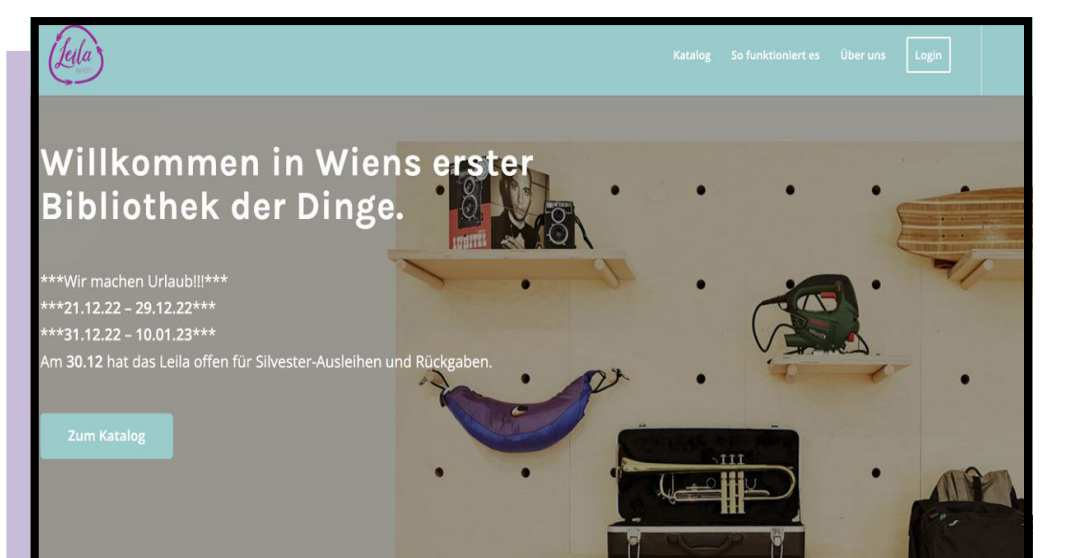 Leila
wien
Katalog So funktioniert es Über uns Login
Willkommen in Wiens erster
Bibliothek der Dinge.
***Wir machen Urlaub!!!***
***21.12.22 – 29.12.22***
***31.12.22 – 10.01.23***
Am 30.12 hat das Leila offen für Silvester-Ausleihen und Rückgaben.
Zum Katalog